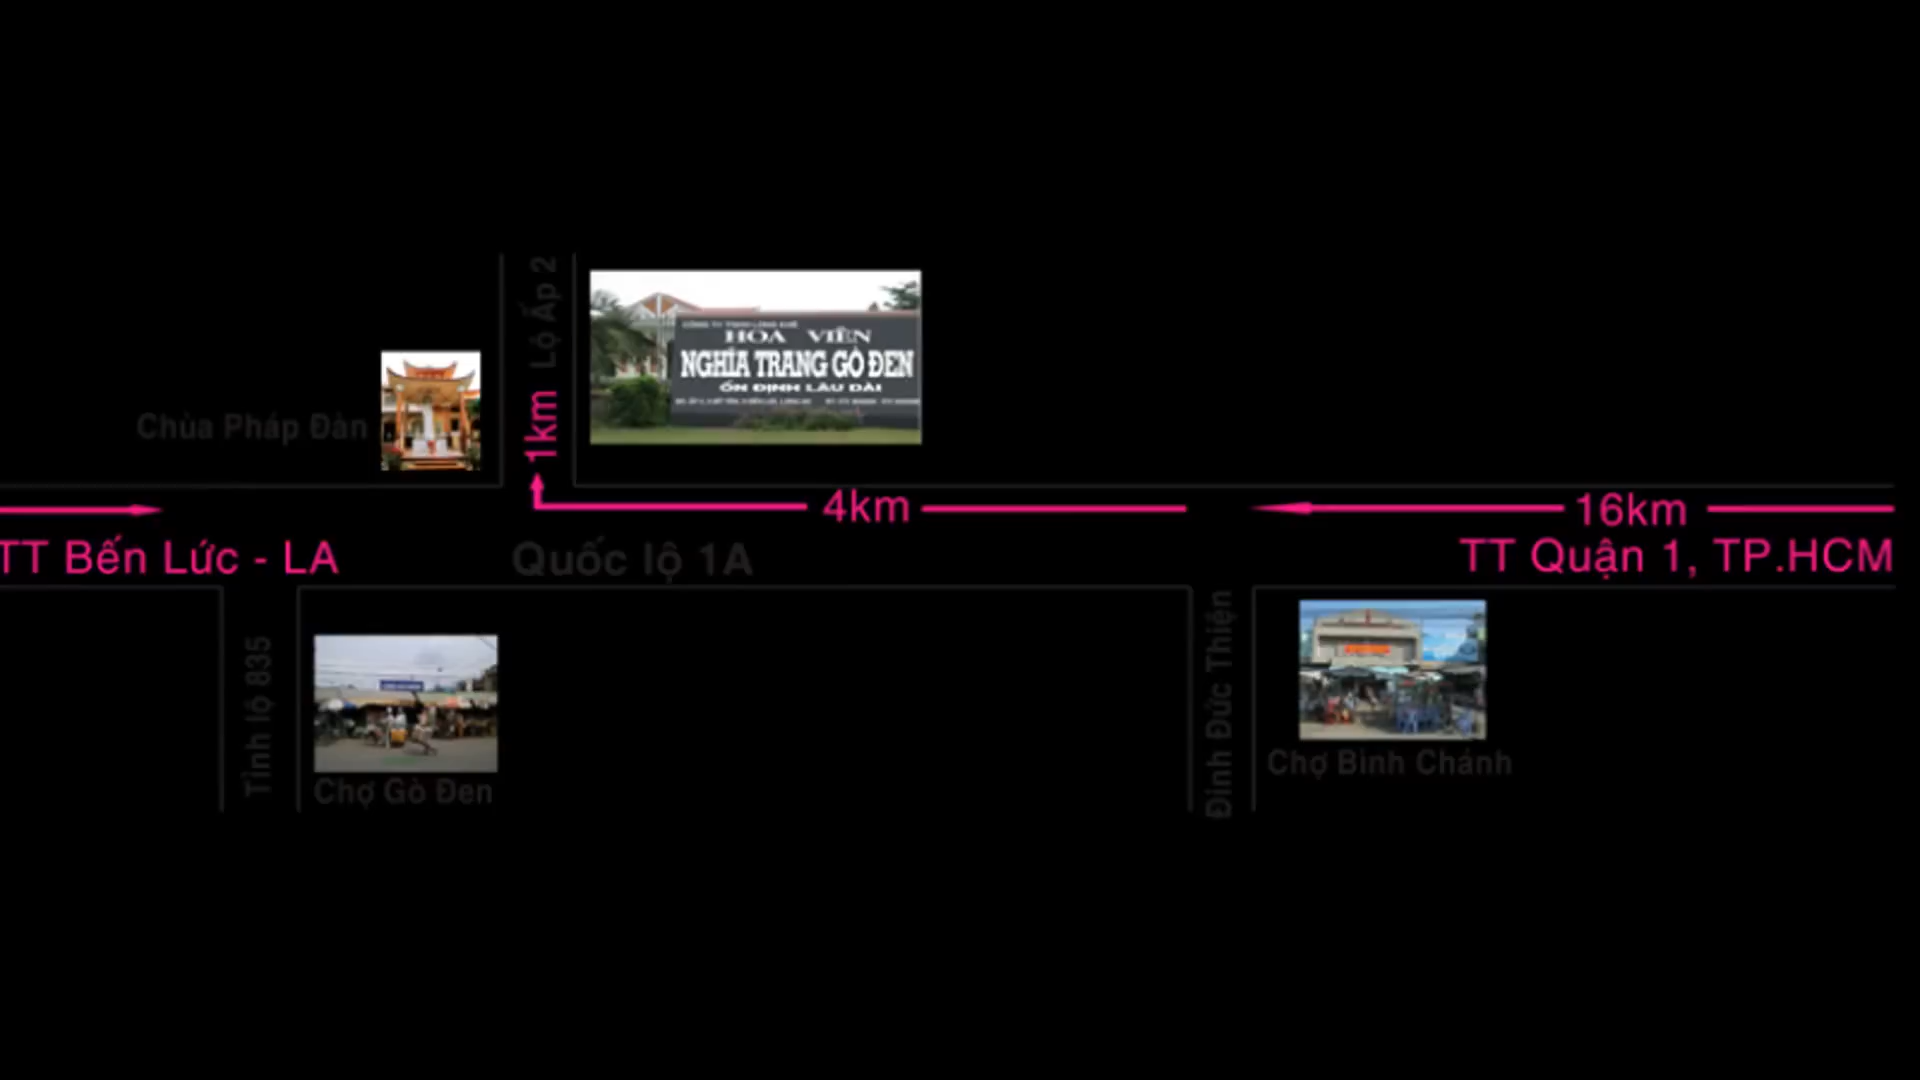 Lộ Ấp 2
HOA VIÊN
NGHĨA TRANG GÒ ĐEN
ỔN ĐỊNH LÂU DÀI
Chùa Pháp Đàn
1km
4km
16km
TT Bến Lức - LA
Quốc lộ 1A
TT Quận 1, TP.HCM
Tỉnh lộ 835
Đinh Đức Thiện
Chợ Bình Chánh
Chợ Gò Đen